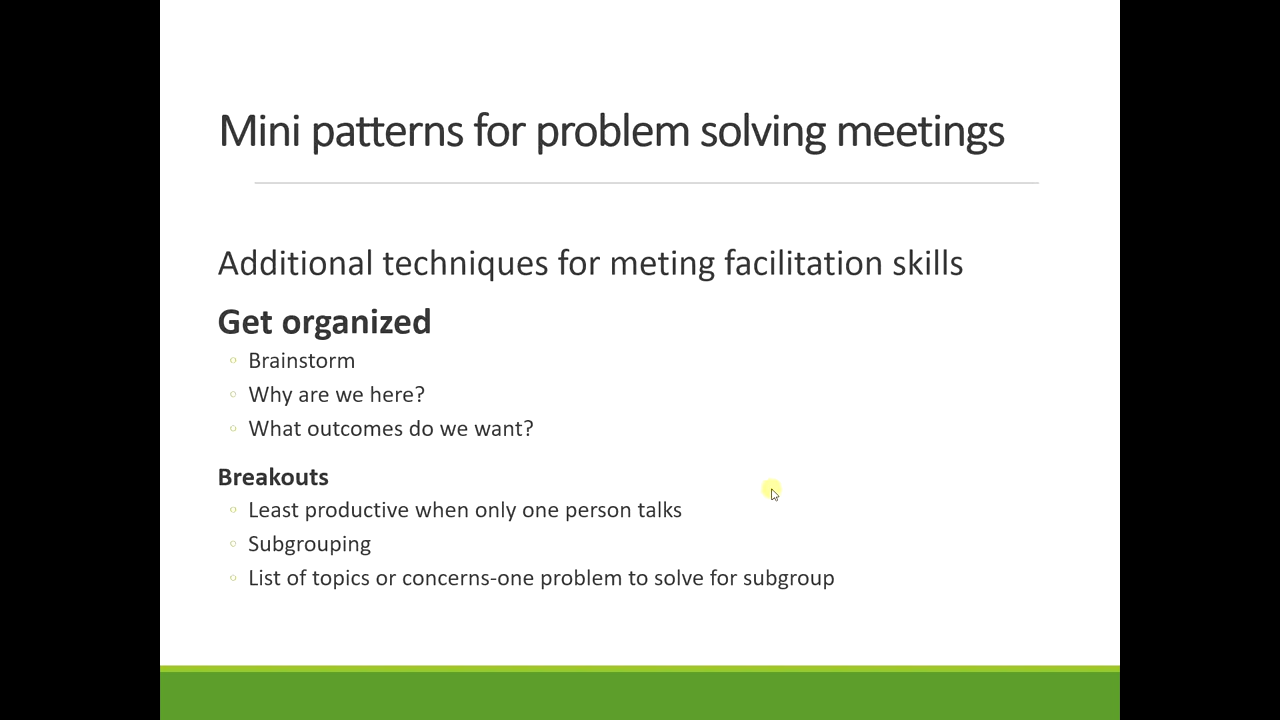 Mini patterns for problem solving meetings
Additional techniques for meting facilitation skills
Get organized
Brainstorm
Why are we here?
What outcomes do we want?
Breakouts
Least productive when only one person talks
Subgrouping
List of topics or concerns-one problem to solve for subgroup